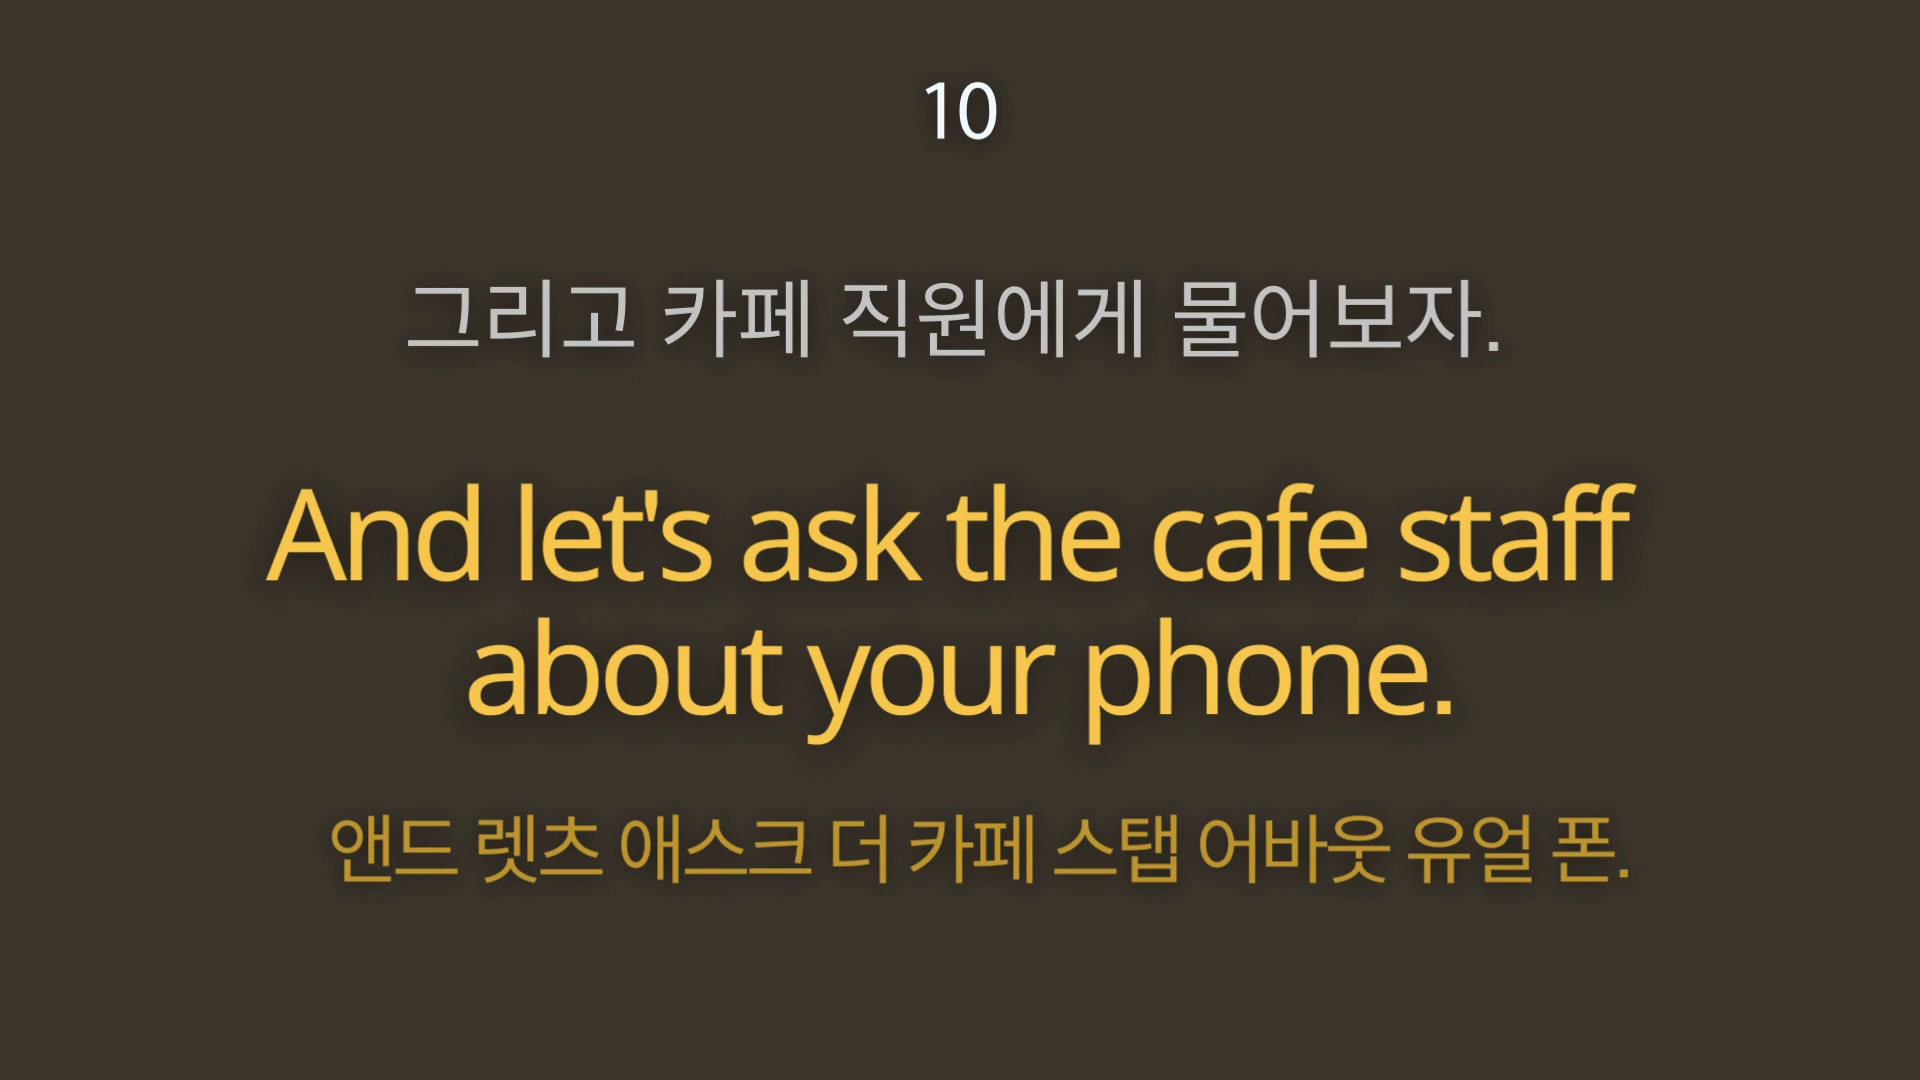 10
그리고 카페 직원에게 물어보자.
And let's ask the cafe staff
about your phone.
앤드 렛츠 애스크 더 카페 스탭 어바웃 유얼 폰.